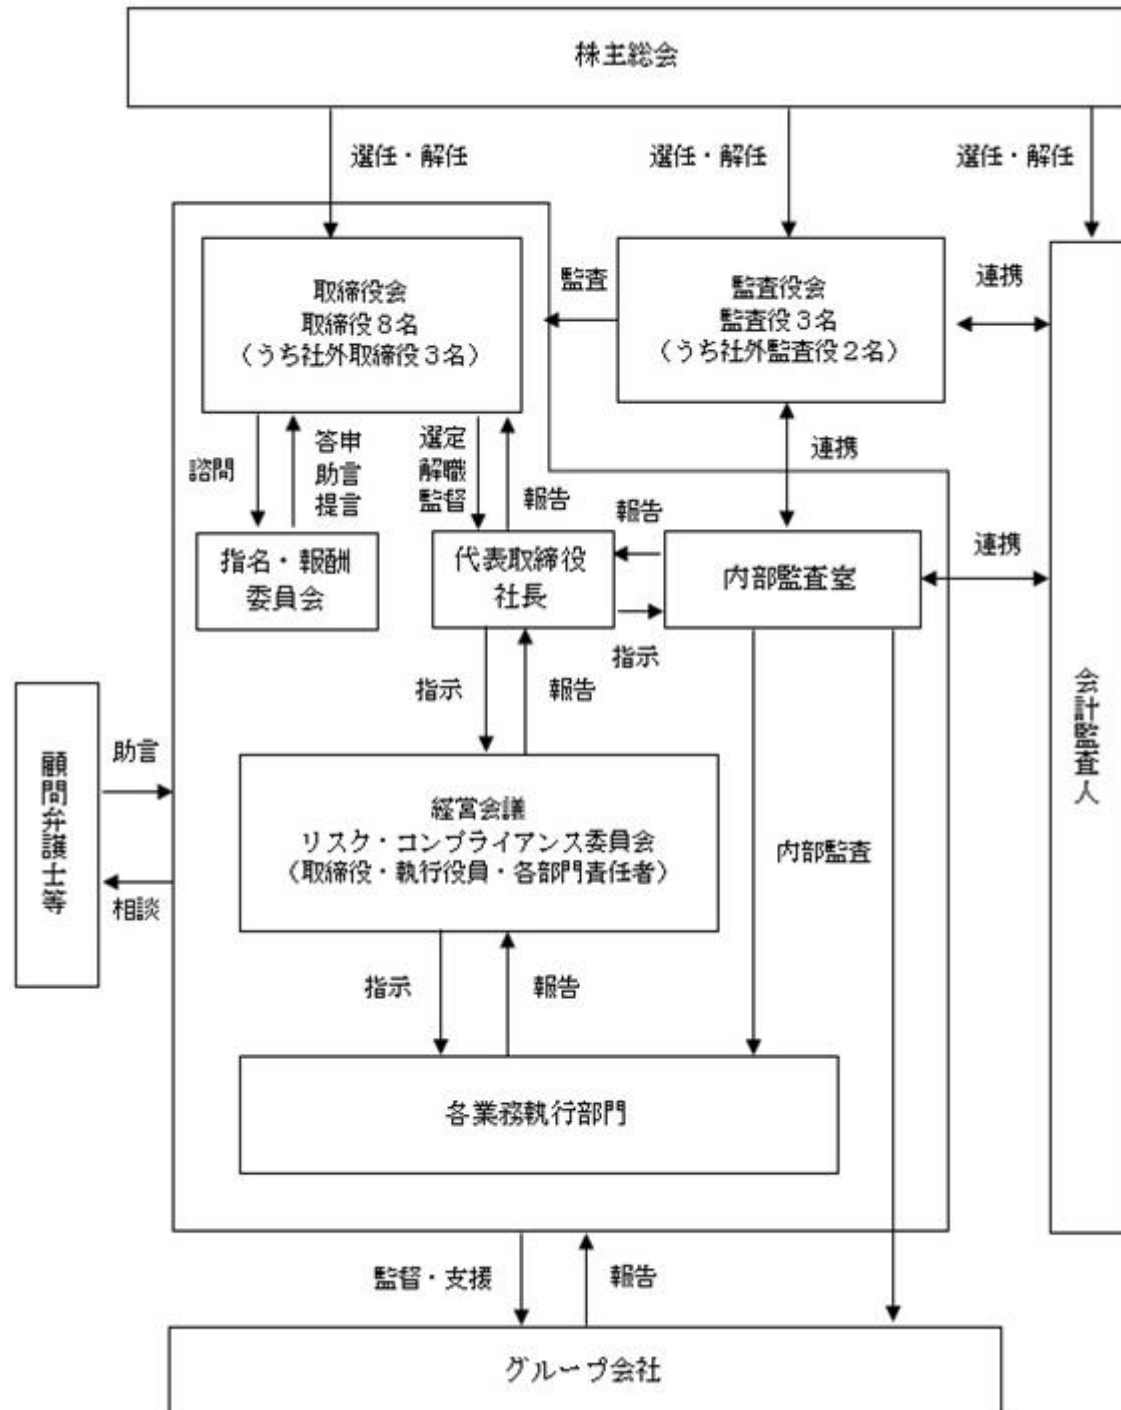 株主総会
選任・解任
選任・解任
選任・解任
取締役会
取締役８名
（うち社外取締役３名）
監査
監査役会
監査役３名
（うち社外監査役２名）
連携
諮問
答申
助言
提言
選定
解職
監督
報告
連携
報告
指名・報酬
委員会
代表取締役
社長
内部監査室
連携
指示
指示
報告
会計監査人
顧問弁護士等
助言
相談
経営会議
リスク・コンプライアンス委員会
（取締役・執行役員・各部門責任者）
内部監査
指示
報告
各業務執行部門
監督・支援
報告
グループ会社